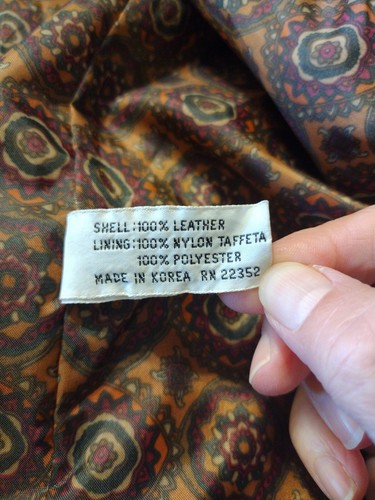 SHELL:100% LEATHER
LINING:100% NYLON TAFFETA
100% POLYESTER
MADE IN KOREA RN 22352